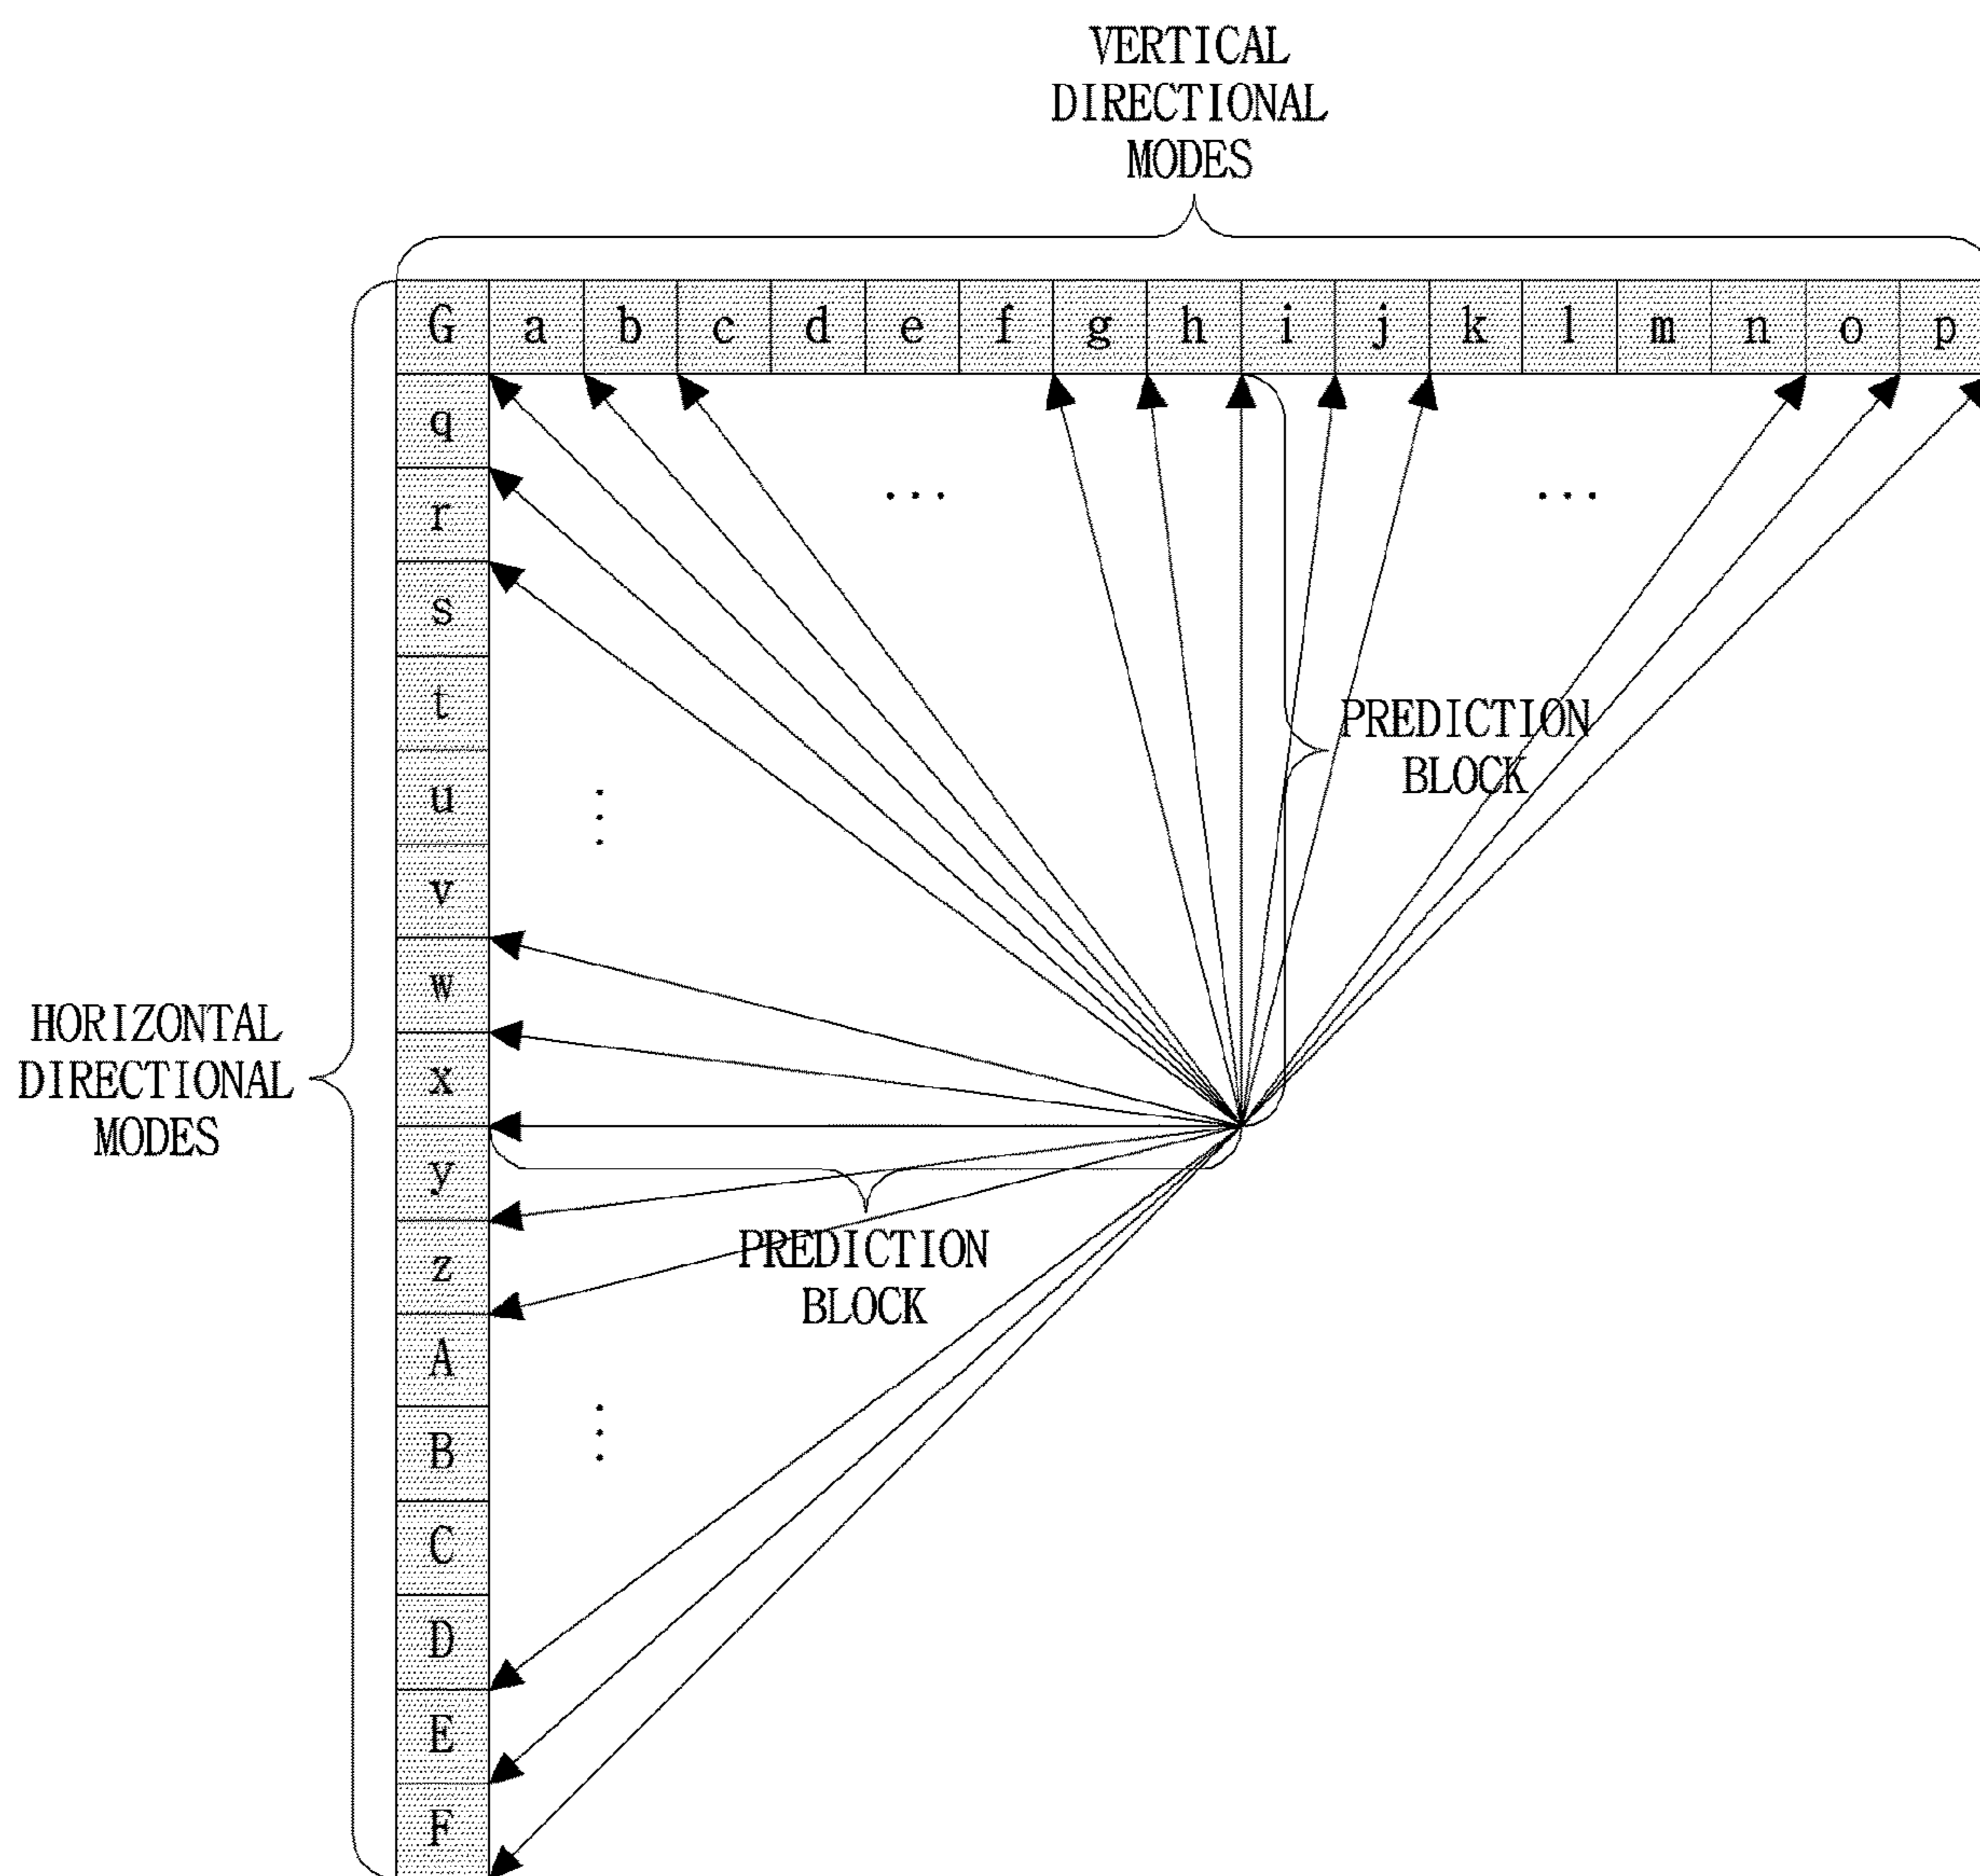 VERTICAL
DIRECTIONAL
MODES
G a b c d e f g h i j k l m n o p
q
r
...
...
s
t
PREDICTION
BLOCK
u
v
w
HORIZONTAL
DIRECTIONAL
MODES
x
y
z
PREDICTION
BLOCK
A
B
C
D
E
F